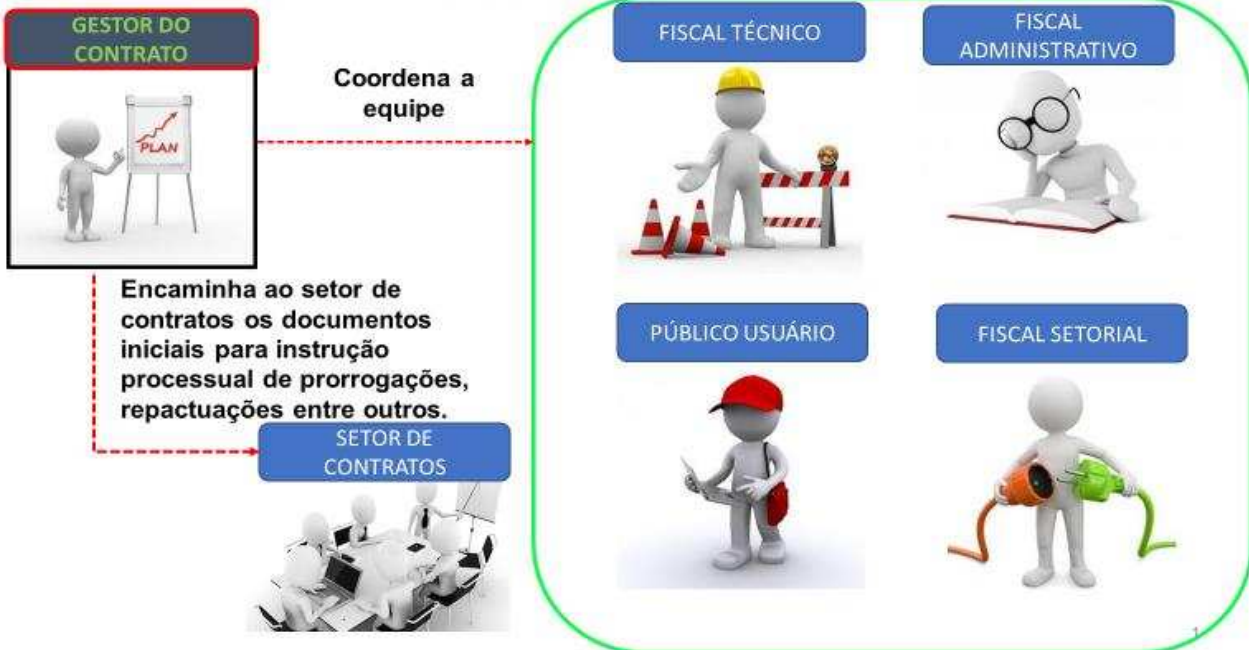 GESTOR DO
CONTRATO
PLAN
Coordena a
equipe
Encaminha ao setor de
contratos os documentos
iniciais para instrução
processual de prorrogações,
repactuações entre outros.
SETOR DE
CONTRATOS
FISCAL TÉCNICO
FISCAL
ADMINISTRATIVO
PÚBLICO USUÁRIO
FISCAL SETORIAL
1